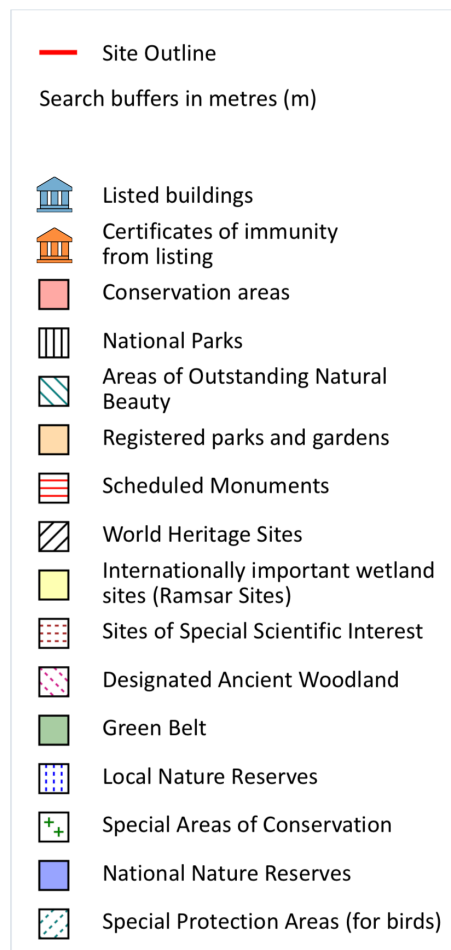 Site Outline
Search buffers in metres (m)
Listed buildings
Certificates of immunity
from listing
Conservation areas
National Parks
Areas of Outstanding Natural
Beauty
Registered parks and gardens
Scheduled Monuments
World Heritage Sites
Internationally important wetland
sites (Ramsar Sites)
Sites of Special Scientific Interest
Designated Ancient Woodland
Green Belt
Local Nature Reserves
Special Areas of Conservation
National Nature Reserves
Special Protection Areas (for birds)